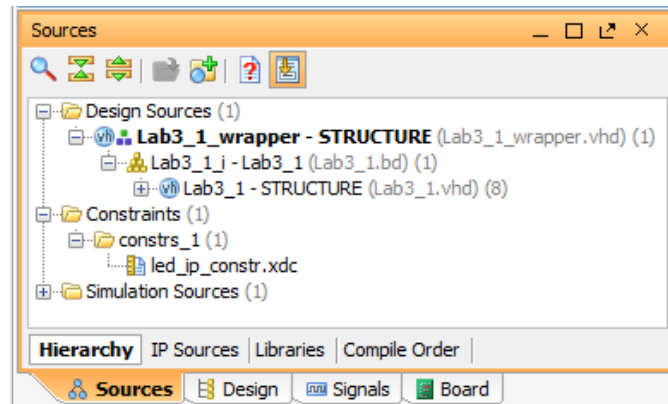 Sources
Design Sources (1)
Lab3_1_wrapper - STRUCTURE (Lab3_1_wrapper.vhd) (1)
Lab3_1_i - Lab3_1 (Lab3_1.bd) (1)
Lab3_1 - STRUCTURE (Lab3_1.vhd) (8)
Constraints (1)
constrs_1 (1)
led_ip_constr.xdc
Simulation Sources (1)
Hierarchy IP Sources Libraries Compile Order
Sources Design Signals Board